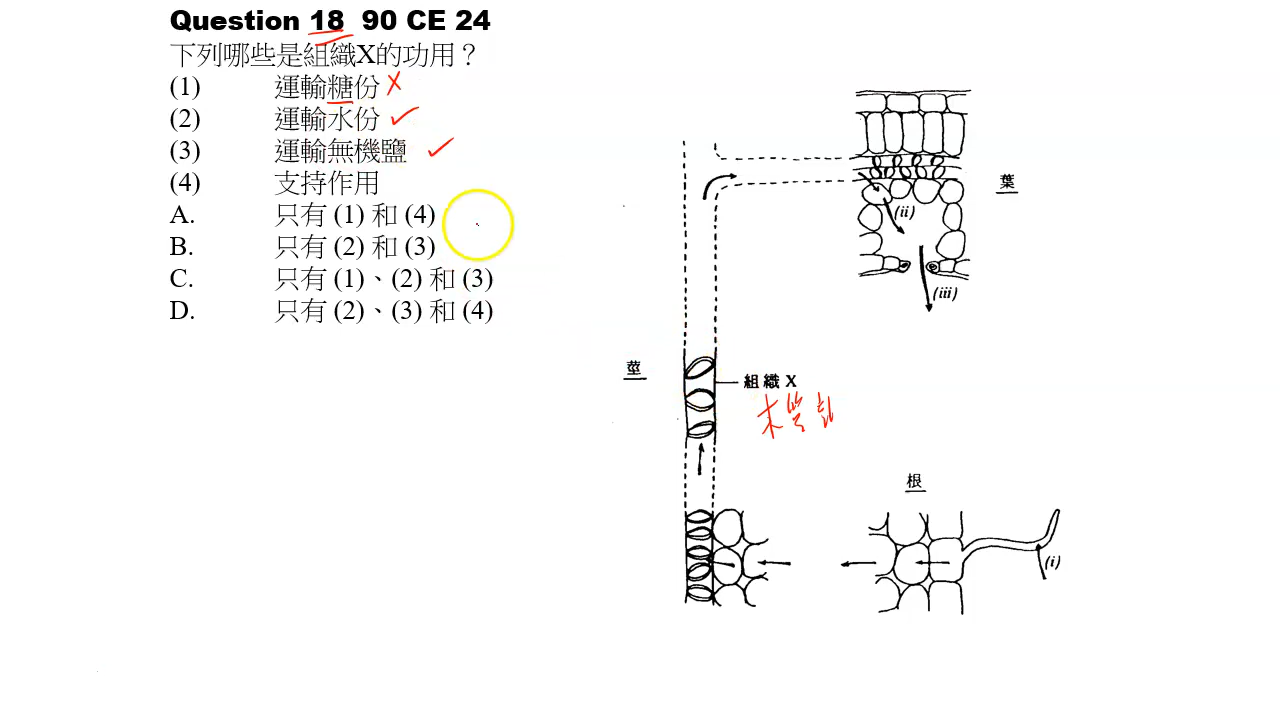 Question 18 90 CE 24
下列哪些是組織X的功用？
(1) 運輸糖份 ✗
(2) 運輸水份 ✓
(3) 運輸無機鹽 ✓
(4) 支持作用
A. 只有 (1) 和 (4)
B. 只有 (2) 和 (3)
C. 只有 (1)、(2) 和 (3)
D. 只有 (2)、(3) 和 (4)
葉
(ii)
(iii)
莖
組織 X
木質部
根
(i)